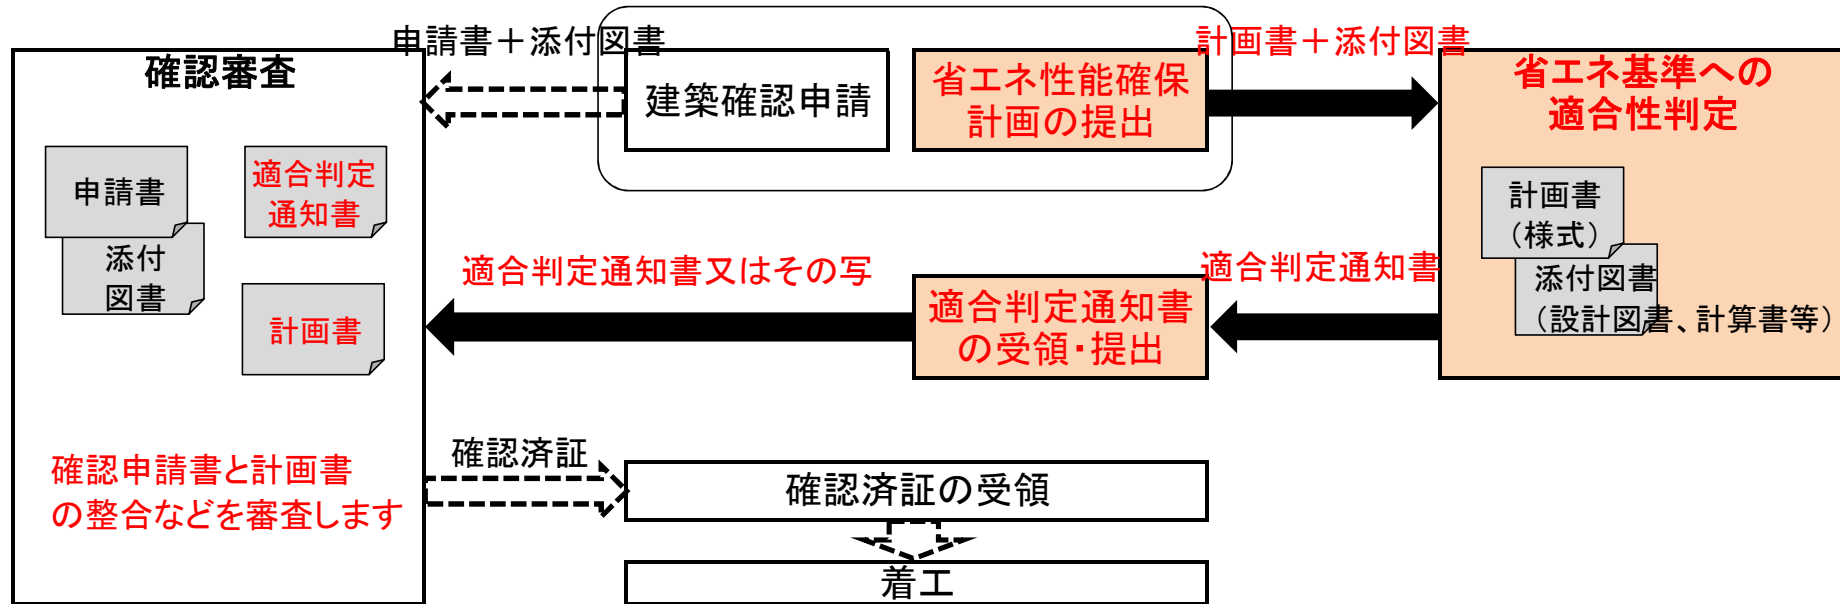 申請書＋添付図書
計画書＋添付図書
確認審査
建築確認申請
省エネ性能確保
計画の提出
省エネ基準への
適合性判定
申請書
添付
図書
適合判定
通知書
計画書
計画書
（様式）
添付図書
（設計図書、計算書等）
適合判定通知書又はその写
適合判定通知書
適合判定通知書
の受領・提出
確認申請書と計画書
の整合などを審査します
確認済証
確認済証の受領
着工